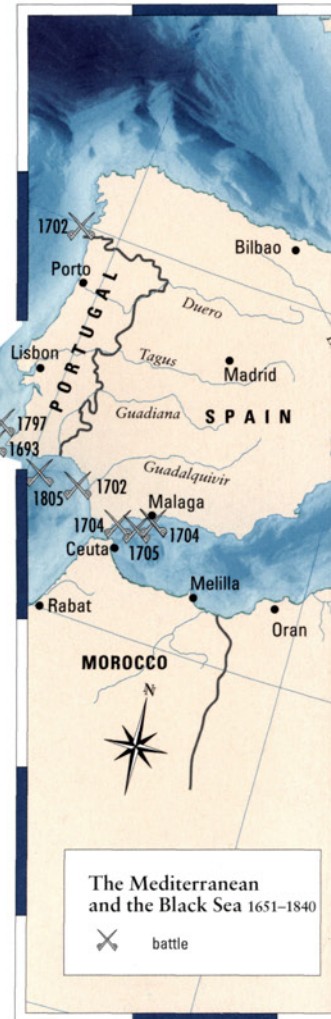 1702
Bilbao
Porto
PORTUGAL
Duero
Lisbon
Tagus
Madrid
1797
Guadiana
SPAIN
1693
Guadalquivir
1805
1702
Malaga
1704
1704
Ceuta
1705
Melilla
Rabat
Oran
MOROCCO
N
The Mediterranean
and the Black Sea 1651–1840
battle